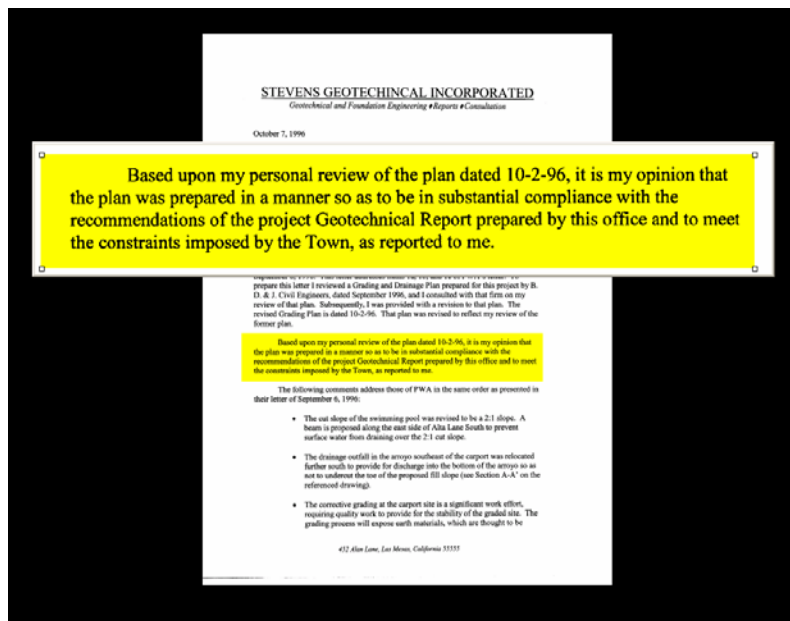 STEVENS GEOTECHINCAL INCORPORATED
Geotechnical and Foundation Engineering ♦Reports ♦Consultation
October 7, 1996
Based upon my personal review of the plan dated 10-2-96, it is my opinion that
the plan was prepared in a manner so as to be in substantial compliance with the
recommendations of the project Geotechnical Report prepared by this office and to meet
the constraints imposed by the Town, as reported to me.
prepare this letter I reviewed a Grading and Drainage Plan prepared for this project by B.
D. & J. Civil Engineers, dated September 1996, and I consulted with that firm on my
review of that plan. Subsequently, I was provided with a revision to that plan. The
revised Grading Plan is dated 10-2-96. That plan was revised to reflect my review of the
former plan.
Based upon my personal review of the plan dated 10-2-96, it is my opinion that
the plan was prepared in a manner so as to be in substantial compliance with the
recommendations of the project Geotechnical Report prepared by this office and to meet
the constraints imposed by the Town, as reported to me.
The following comments address those of PWA in the same order as presented in
their letter of September 6, 1996:
• The cut slope of the swimming pool was revised to be a 2:1 slope. A
beam is proposed along the east side of Alta Lane South to prevent
surface water from draining over the 2:1 cut slope.
• The drainage outfall in the arroyo southeast of the carport was relocated
further south to provide for discharge into the bottom of the arroyo so as
not to undercut the toe of the proposed fill slope (see Section A-A' on the
referenced drawing).
• The corrective grading at the carport site is a significant work effort,
requiring quality work to provide for the stability of the graded site. The
grading process will expose earth materials, which are thought to be
452 Alan Lane, Las Mesas, California 55555